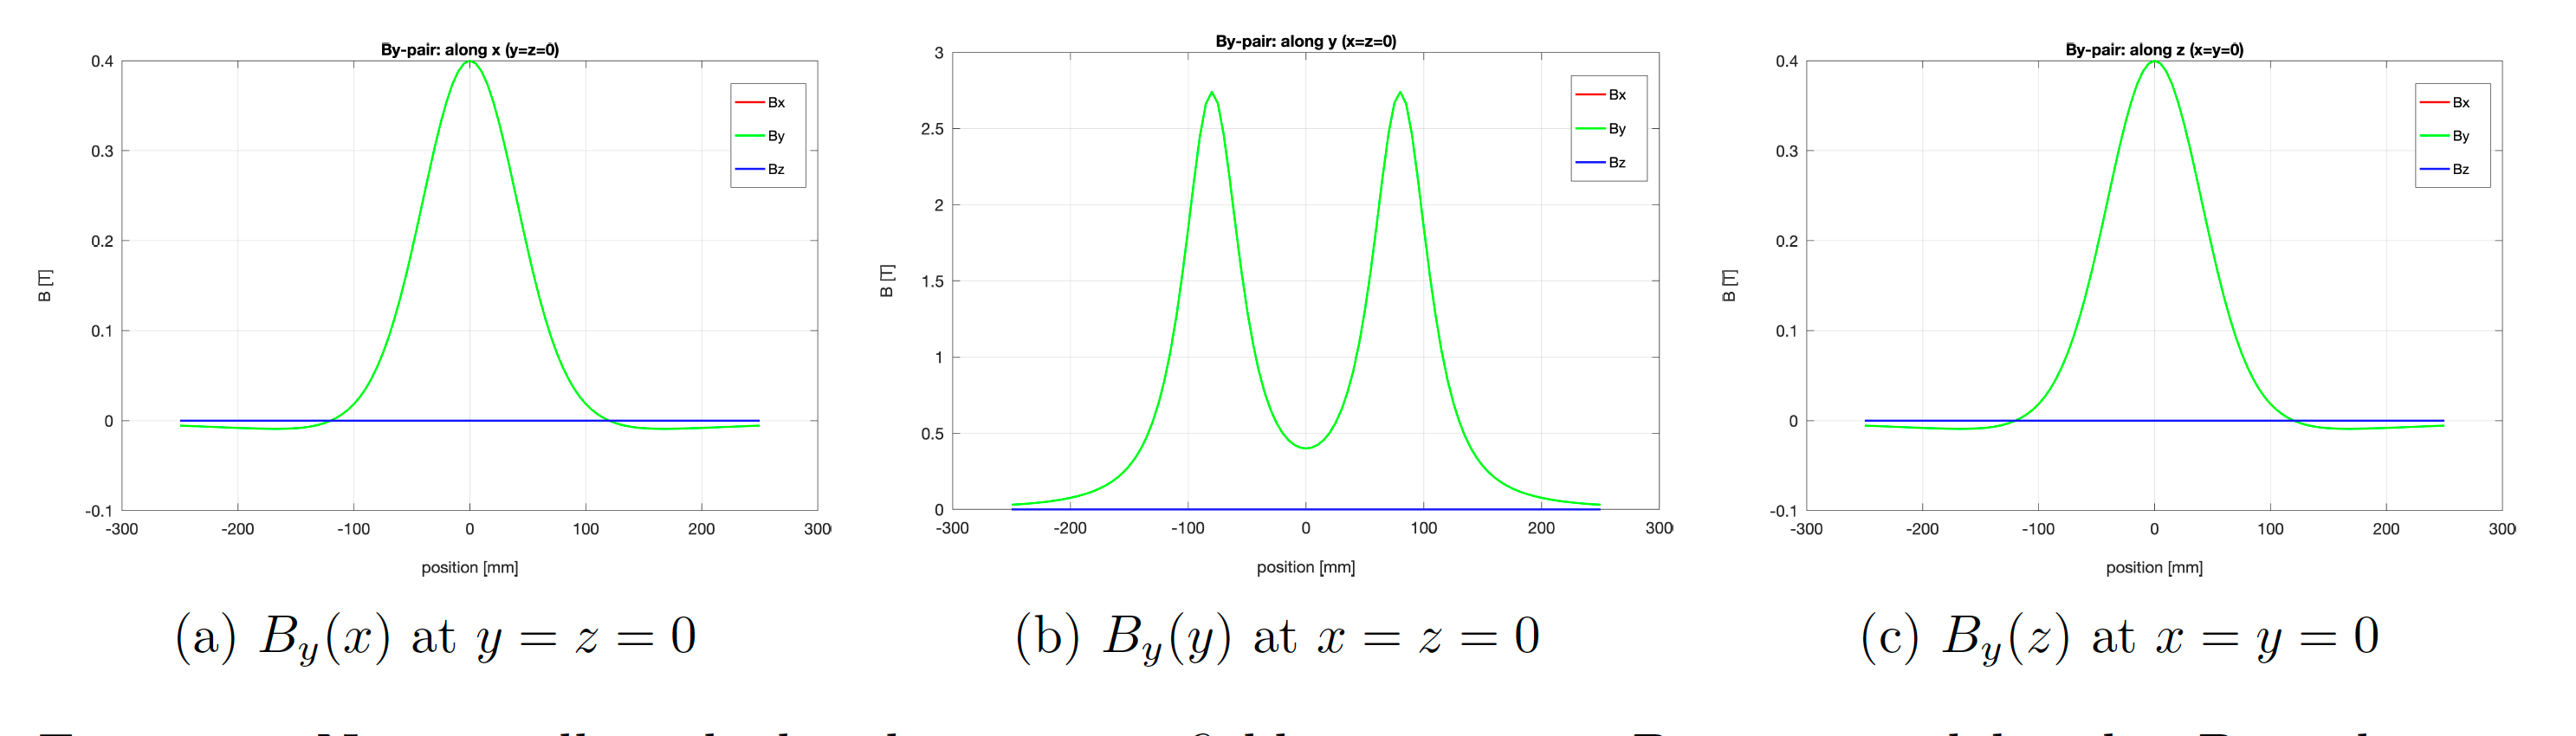 By-pair: along x (y=z=0)
0.4
0.3
0.2
0.1
0
-0.1
-300
-200
-100
0
100
200
300
B [T]
position [mm]
Bx
By
Bz
(a) By(x) at y = z = 0
By-pair: along y (x=z=0)
3
2.5
2
1.5
1
0.5
0
-300
-200
-100
0
100
200
300
B [T]
position [mm]
Bx
By
Bz
(b) By(y) at x = z = 0
By-pair: along z (x=y=0)
0.4
0.3
0.2
0.1
0
-0.1
-300
-200
-100
0
100
200
300
B [T]
position [mm]
Bx
By
Bz
(c) By(z) at x = y = 0